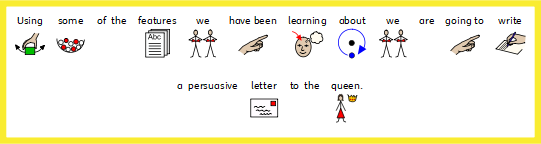 Using some of the features we have been learning about we are going to write
a persuasive letter to the queen.
Abc